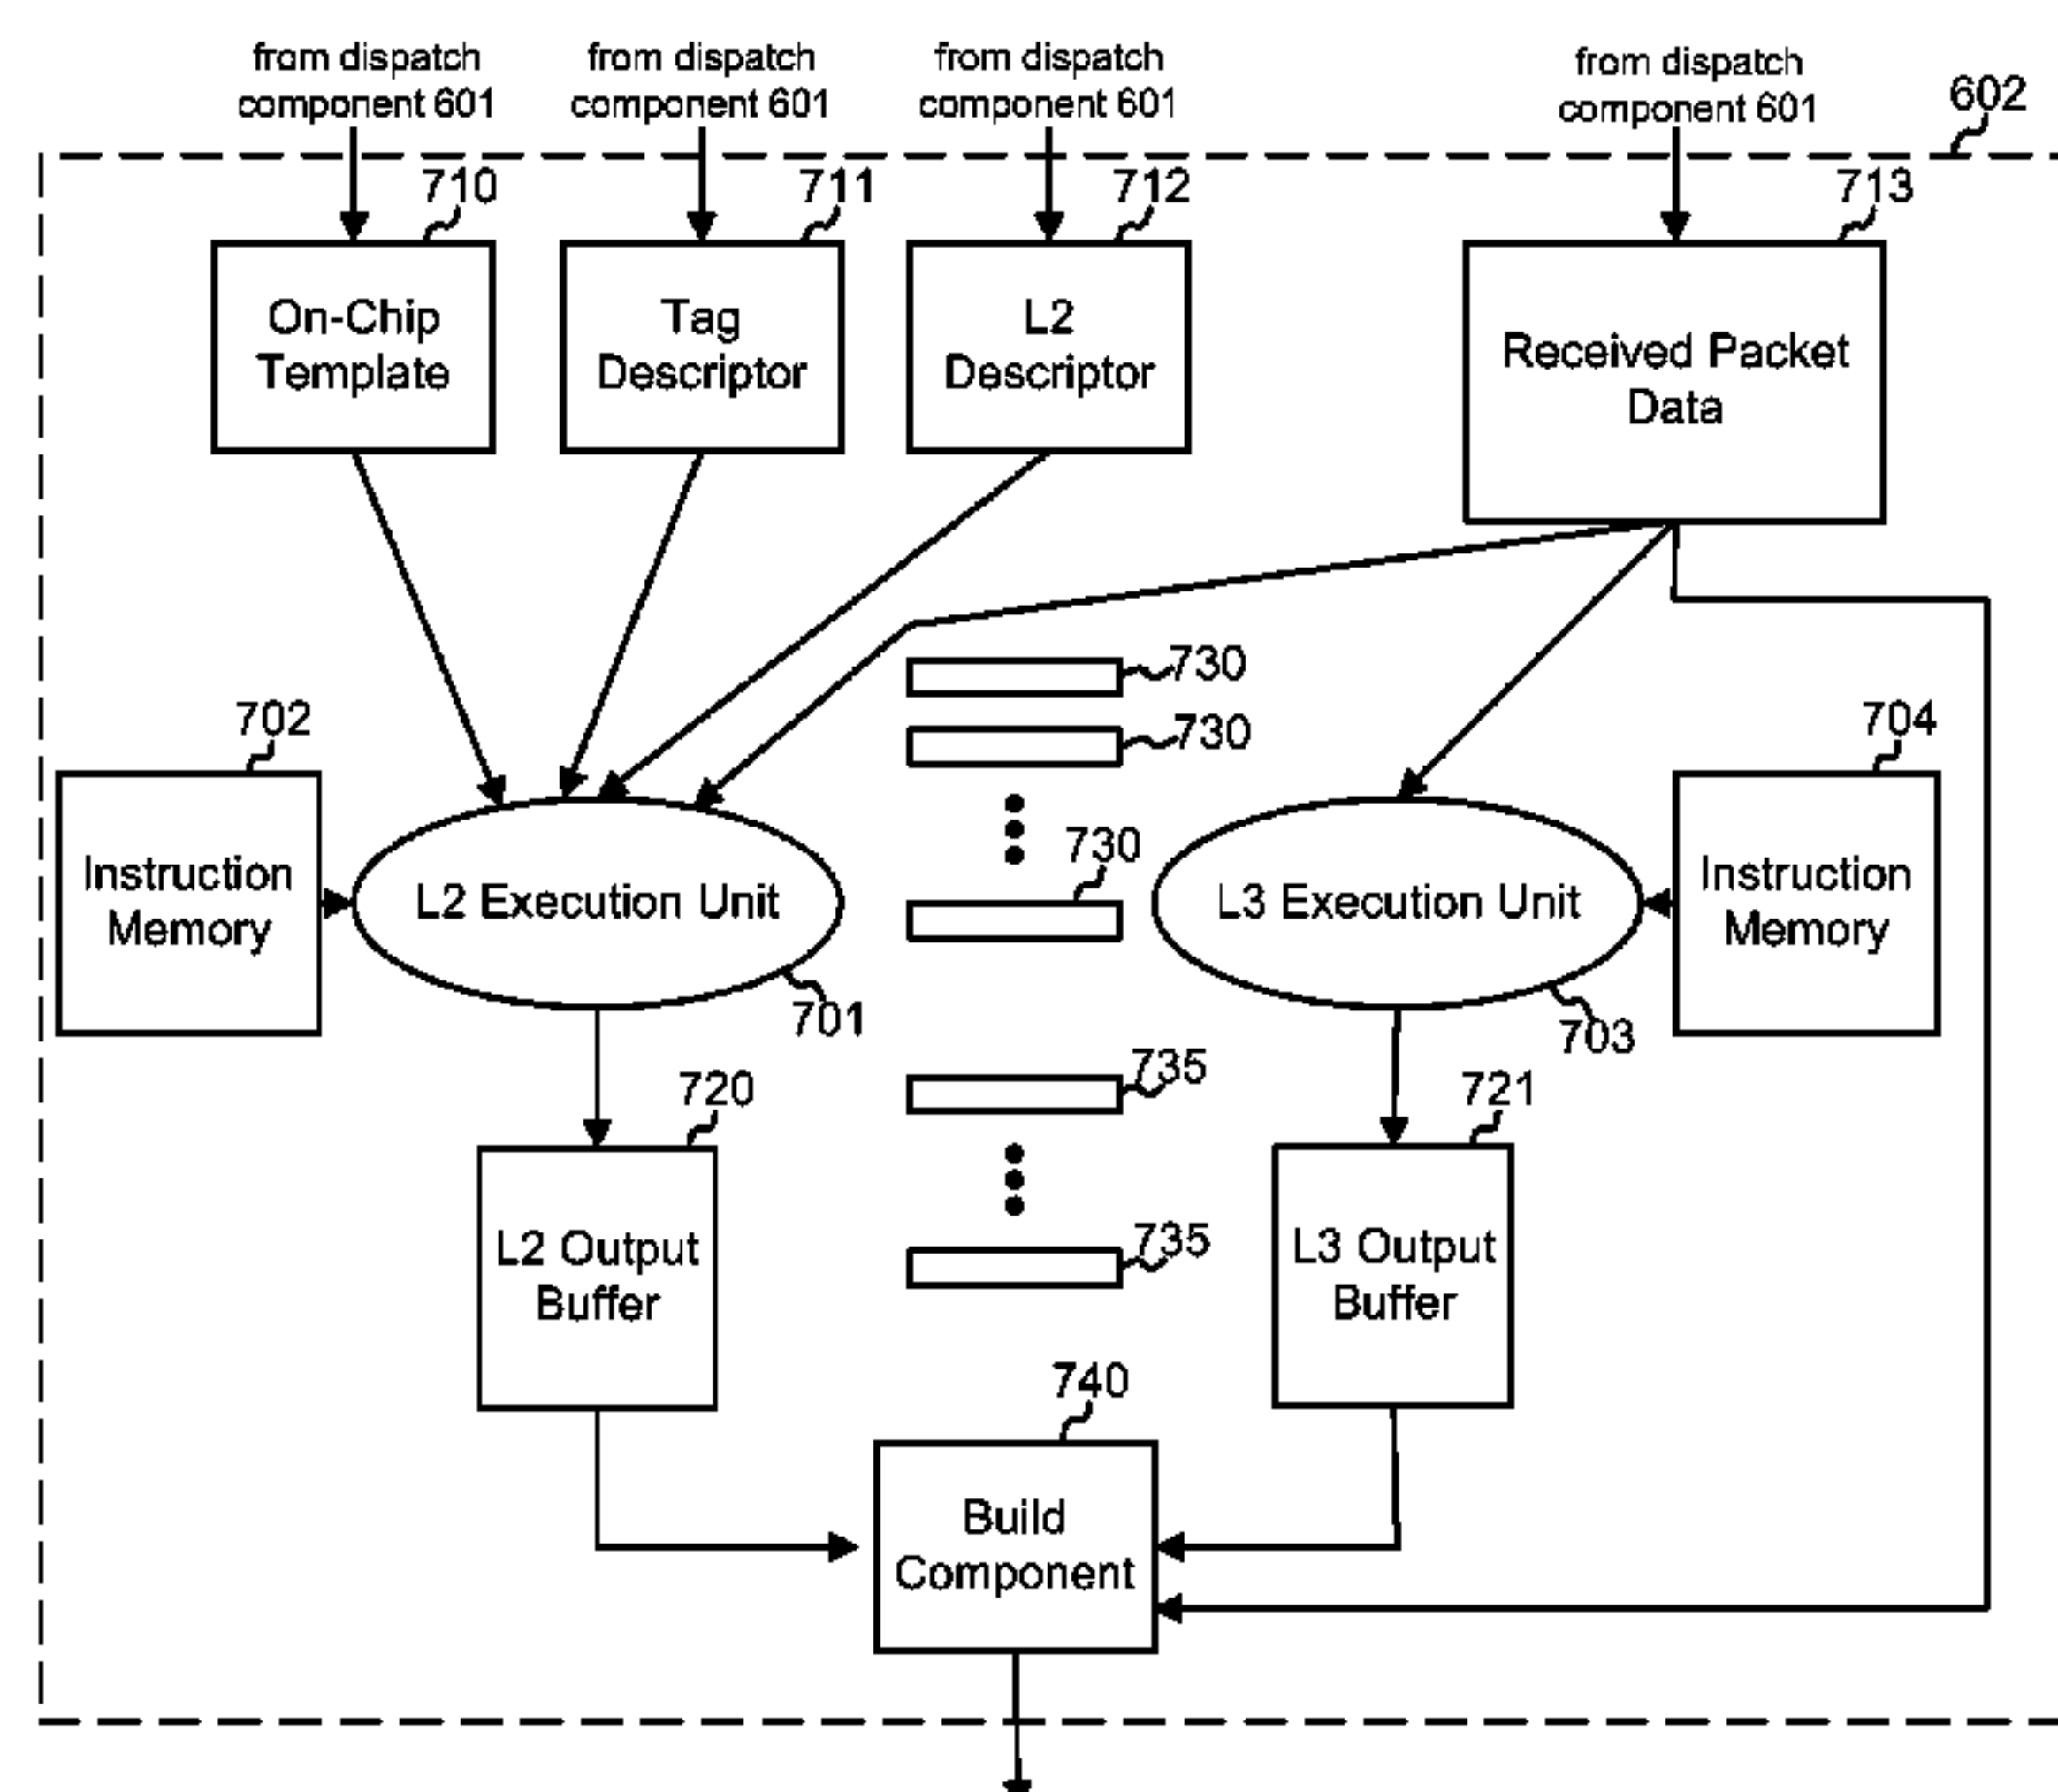 from dispatch
component 601
from dispatch
component 601
from dispatch
component 601
from dispatch
component 601
602
710
711
712
713
On-Chip
Template
Tag
Descriptor
L2
Descriptor
Received Packet
Data
730
730
702
704
730
Instruction
Memory
L2 Execution Unit
L3 Execution Unit
Instruction
Memory
701
703
735
720
721
735
L2 Output
Buffer
L3 Output
Buffer
740
Build
Component